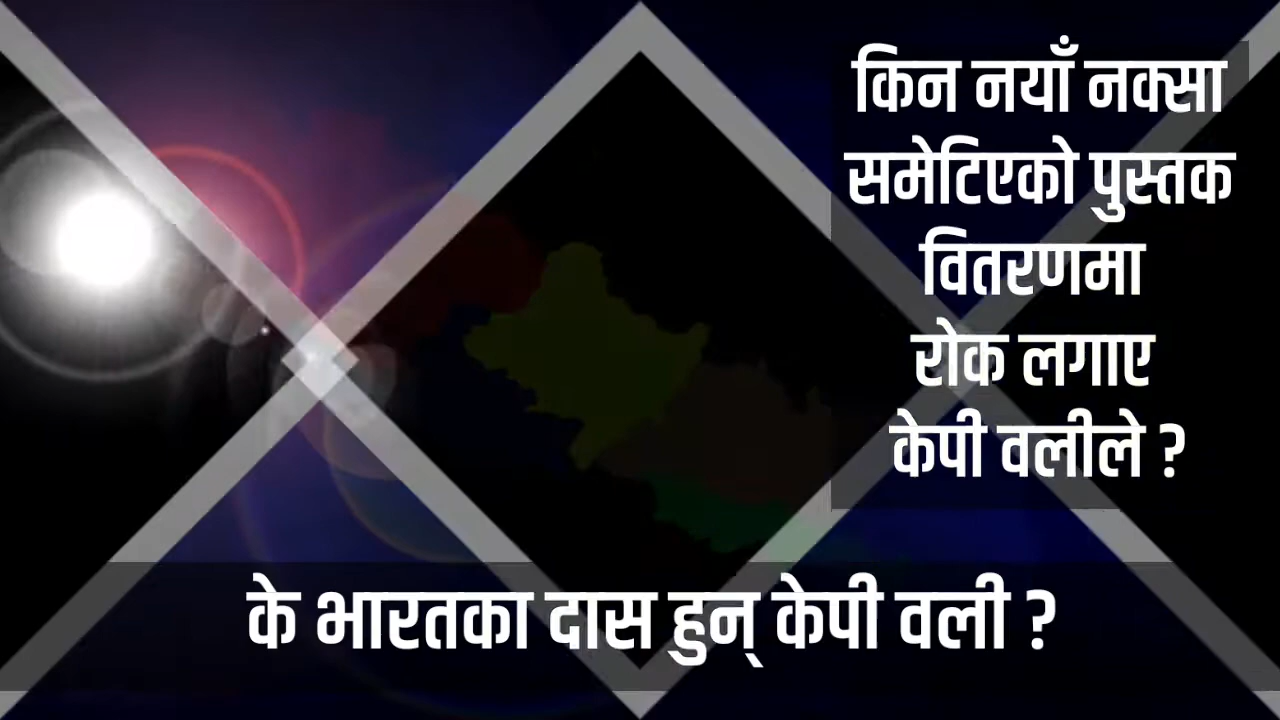 किन नयाँ नक्सा
समेटिएको पुस्तक
वितरणमा
रोक लगाए
केपी वलीले ?
के भारतका दास हुन् केपी वली ?